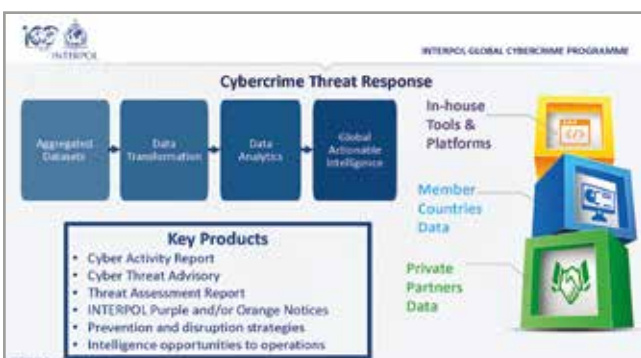 100
INTERPOL
INTERPOL GLOBAL CYBERCRIME PROGRAMME
Cybercrime Threat Response
Aggregated
Datasets
Data
Transformation
Data
Analytics
Global
Actionable
Intelligence
In-house
Tools &
Platforms
Member
Countries
Data
Private
Partners
Data
Key Products
• Cyber Activity Report
• Cyber Threat Advisory
• Threat Assessment Report
• INTERPOL Purple and/or Orange Notices
• Prevention and disruption strategies
• Intelligence opportunities to operations